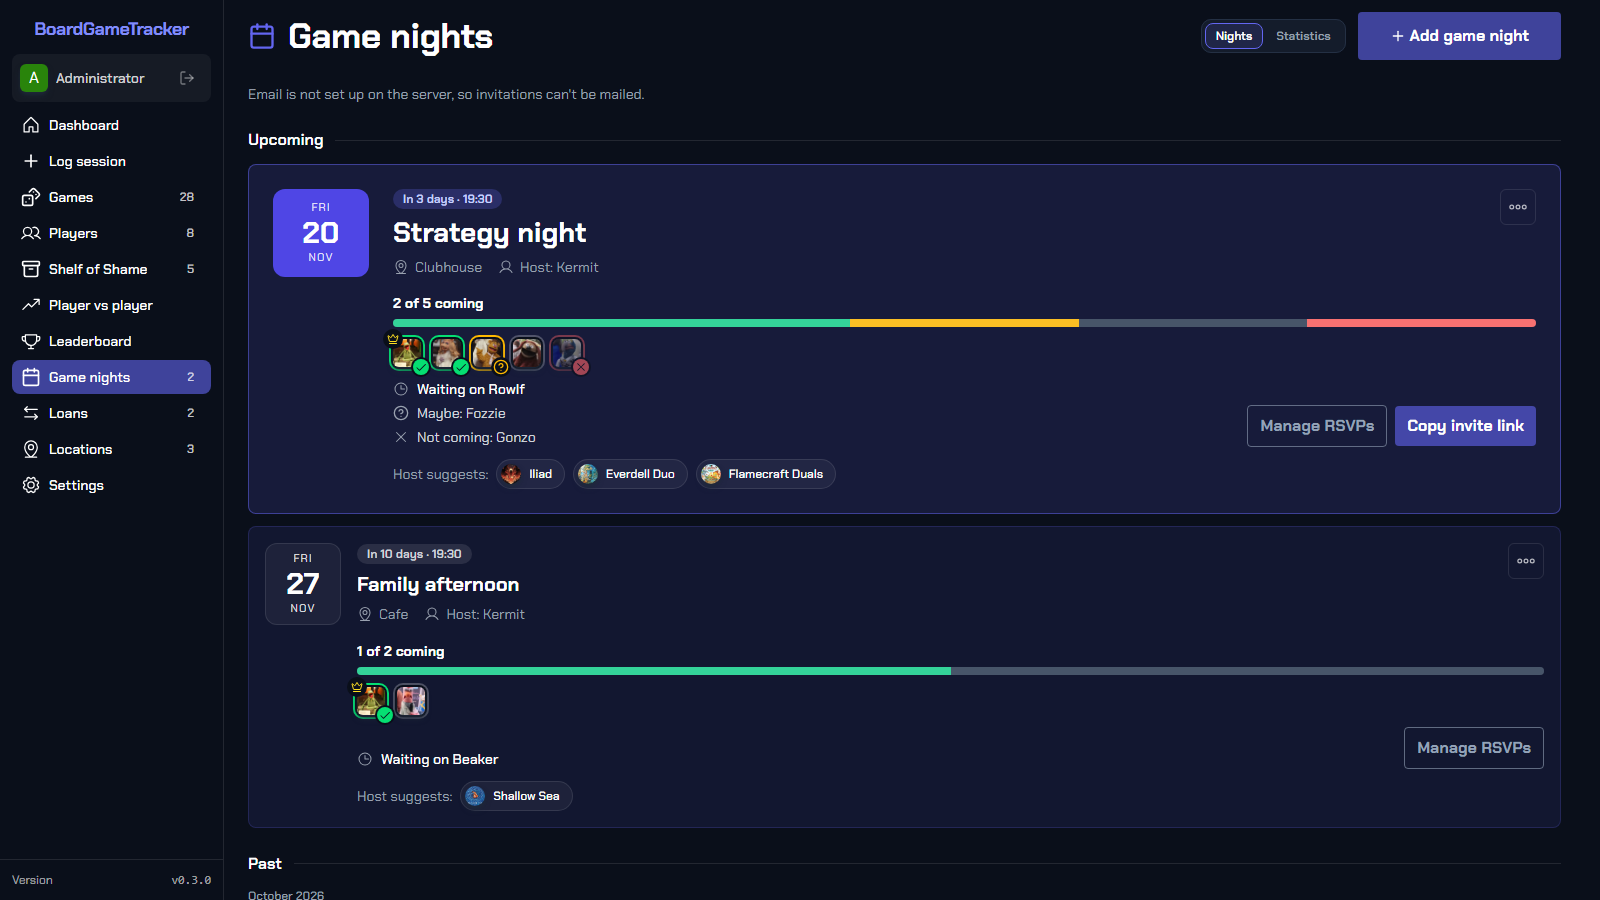 BoardGameTracker
A Administrator
Dashboard
Log session
Games 28
Players 8
Shelf of Shame 5
Player vs player
Leaderboard
Game nights 2
Loans 2
Locations 3
Settings
Version v0.3.0
Game nights
Nights Statistics
+ Add game night
Email is not set up on the server, so invitations can't be mailed.
Upcoming
FRI
20
NOV
In 3 days · 19:30
Strategy night
Clubhouse Host: Kermit
2 of 5 coming
Waiting on Rowlf
Maybe: Fozzie
Not coming: Gonzo
Manage RSVPs Copy invite link
Host suggests: Iliad Everdell Duo Flamecraft Duals
FRI
27
NOV
In 10 days · 19:30
Family afternoon
Cafe Host: Kermit
1 of 2 coming
Waiting on Beaker
Manage RSVPs
Host suggests: Shallow Sea
Past
October 2026